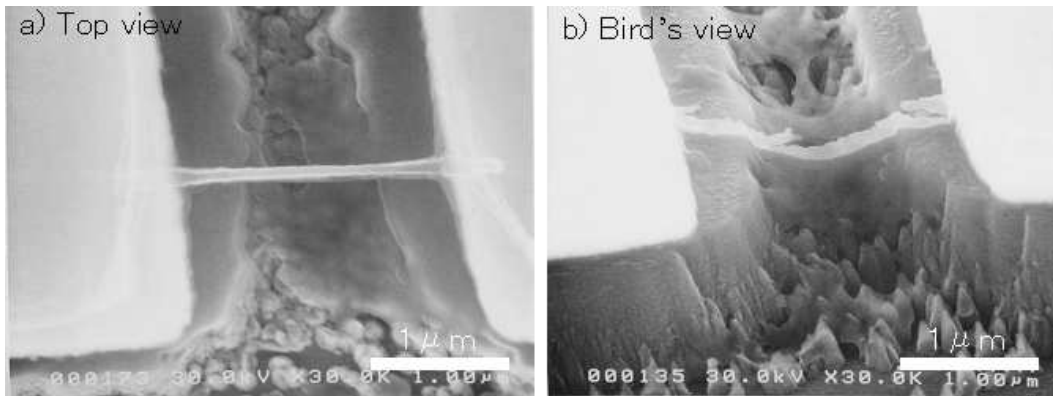 a) Top view
1μm
000173 30.0kV X30.0K 1.00μm
b) Bird's view
1μm
000135 30.0kV X30.0K 1.00μm